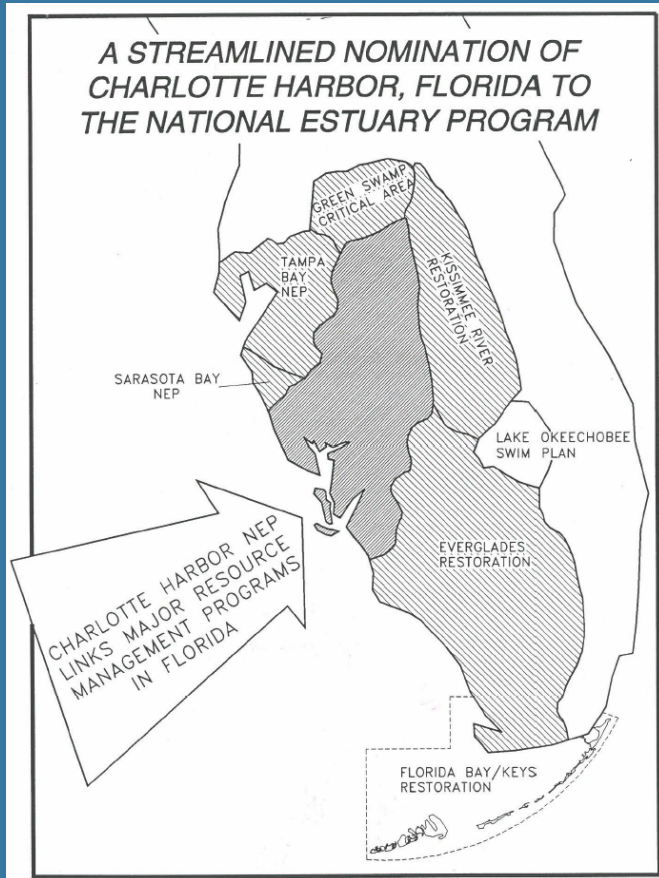 A STREAMLINED NOMINATION OF
CHARLOTTE HARBOR, FLORIDA TO
THE NATIONAL ESTUARY PROGRAM
GREEN SWAMP
CRITICAL AREA
TAMPA
BAY
NEP
KISSIMMEE RIVER
RESTORATION
SARASOTA BAY
NEP
LAKE OKEECHOBEE
SWIM PLAN
CHARLOTTE HARBOR NEP
LINKS MAJOR RESOURCE
MANAGEMENT PROGRAMS
IN FLORIDA
EVERGLADES
RESTORATION
FLORIDA BAY/KEYS
RESTORATION